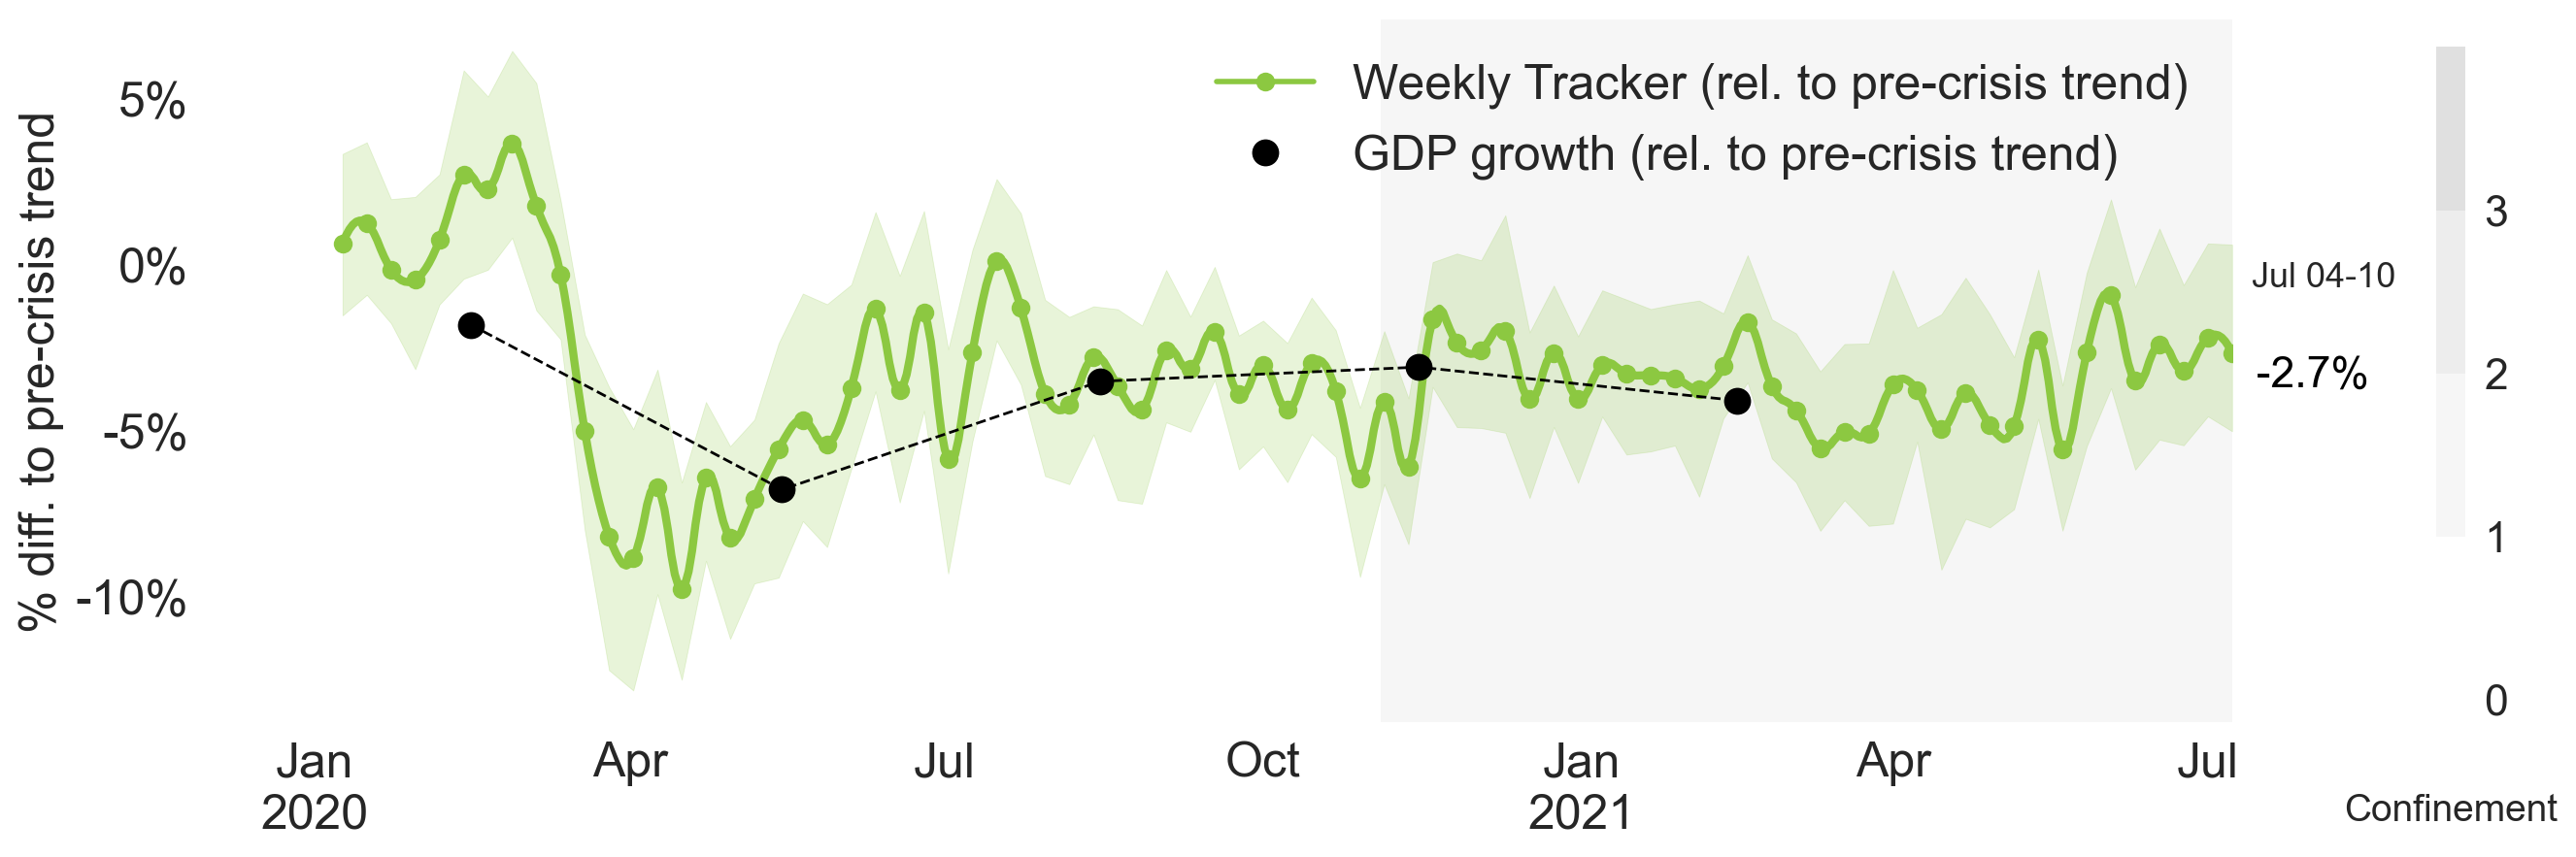 Weekly Tracker (rel. to pre-crisis trend)
GDP growth (rel. to pre-crisis trend)
% diff. to pre-crisis trend
5%
0%
-5%
-10%
Jan
2020
Apr
Jul
Oct
Jan
2021
Apr
Jul
Jul 04-10
-2.7%
3
2
1
0
Confinement